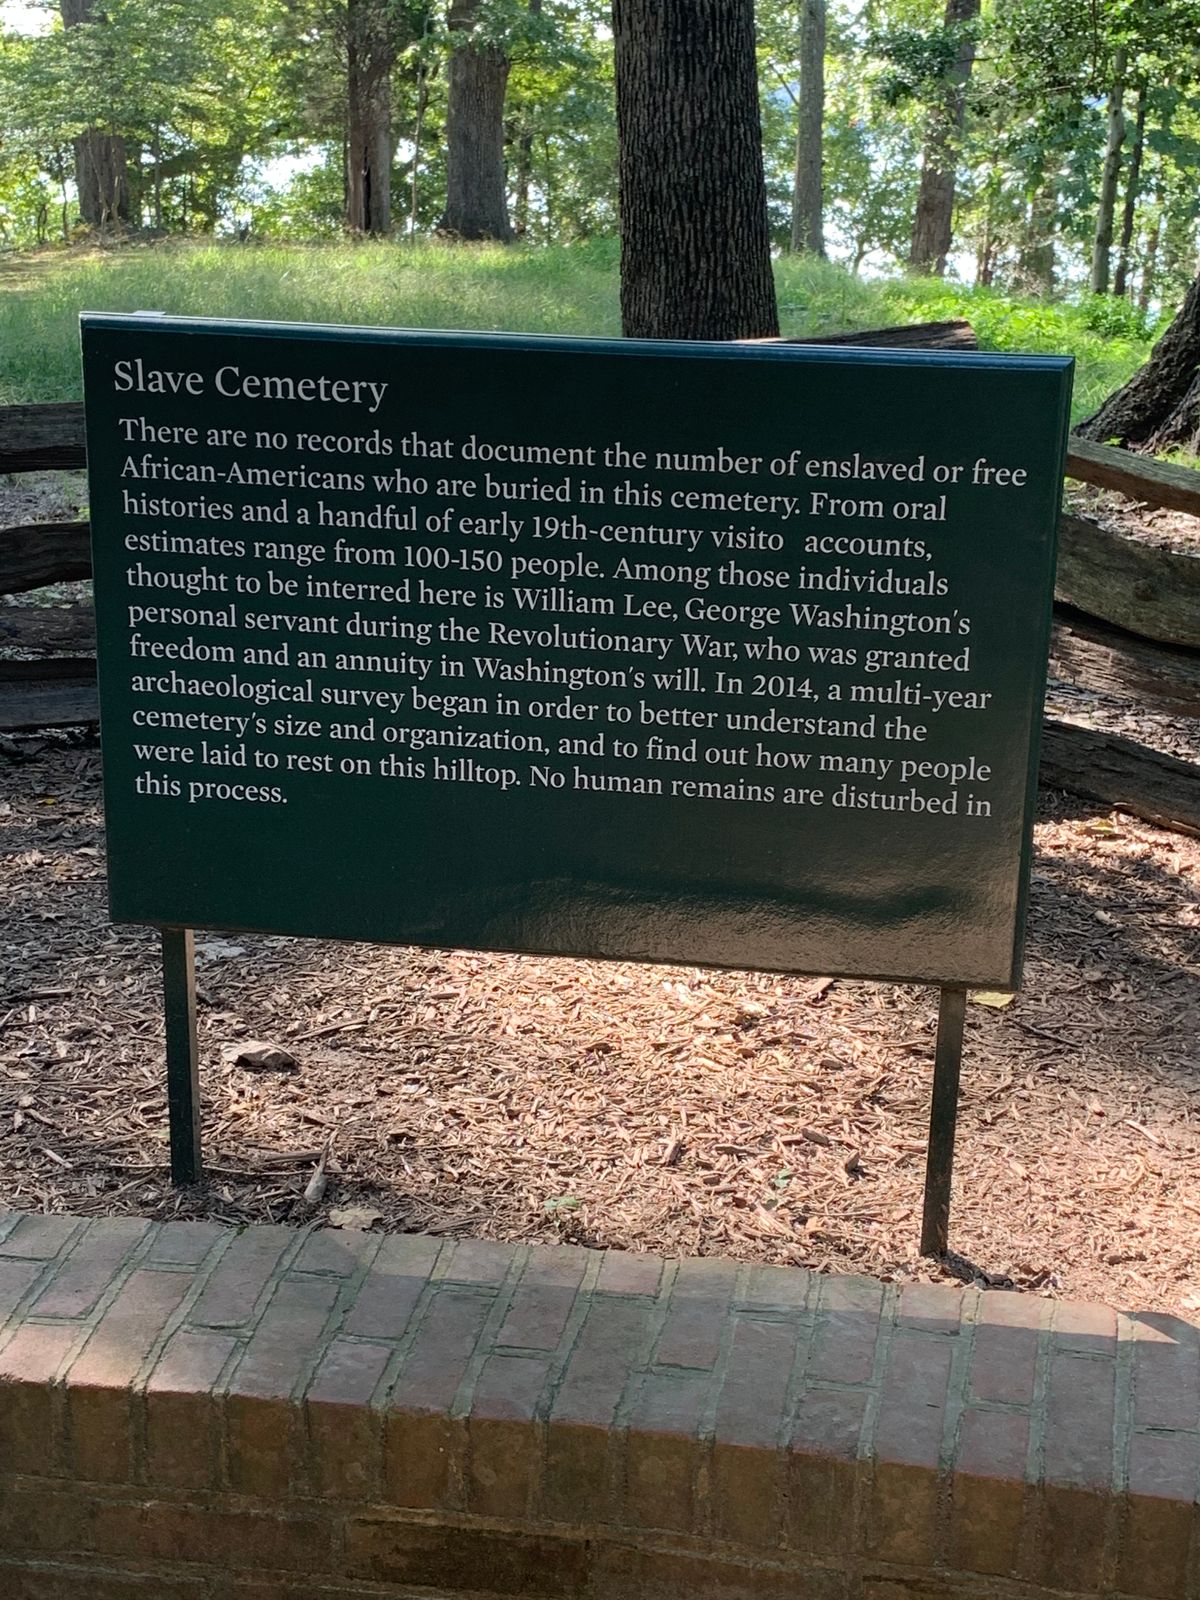 Slave Cemetery
There are no records that document the number of enslaved or free
African-Americans who are buried in this cemetery. From oral
histories and a handful of early 19th-century visito accounts,
estimates range from 100-150 people. Among those individuals
thought to be interred here is William Lee, George Washington's
personal servant during the Revolutionary War, who was granted
freedom and an annuity in Washington's will. In 2014, a multi-year
archaeological survey began in order to better understand the
cemetery's size and organization, and to find out how many people
were laid to rest on this hilltop. No human remains are disturbed in
this process.